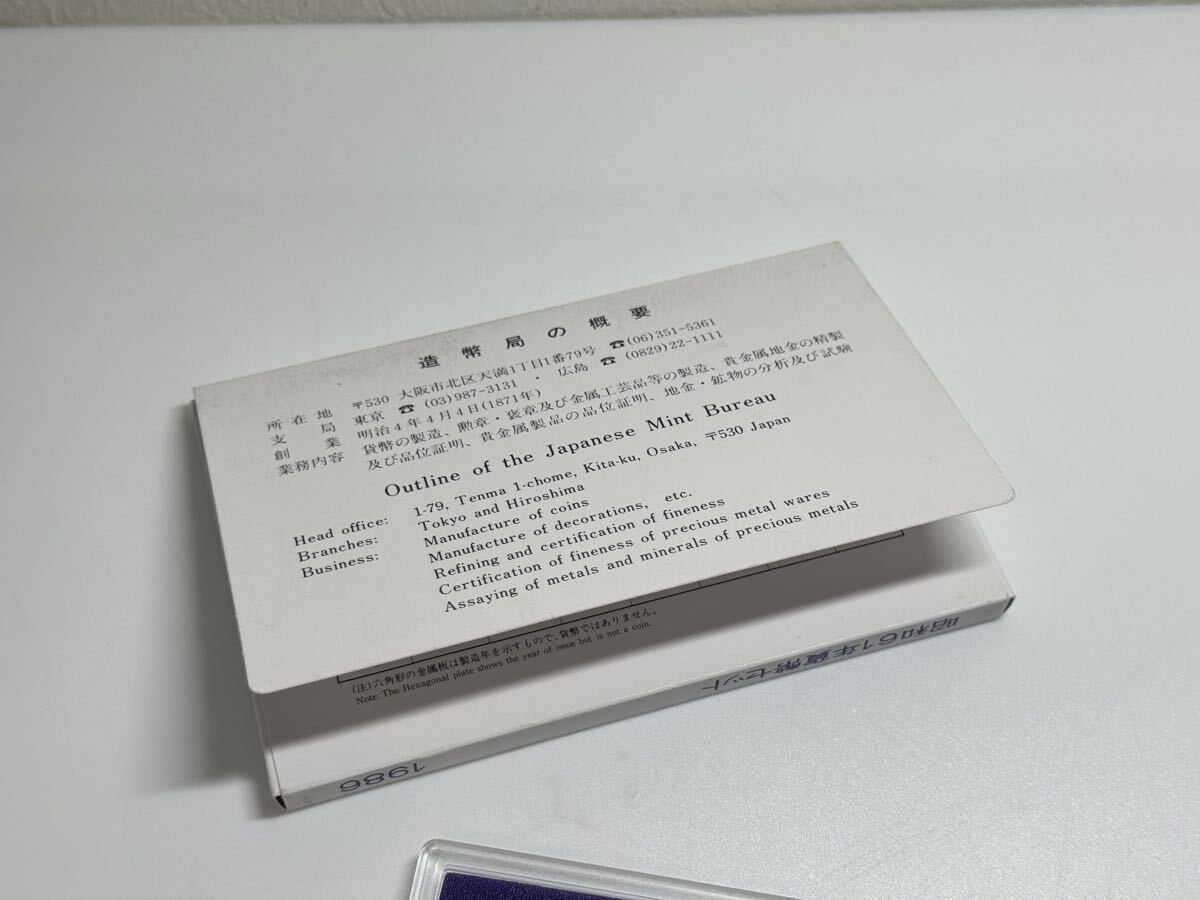 造幣局の概要
所在地 〒530 大阪市北区天満1丁目1番79号 ☎(06)351-5361
支局 東京 ☎ (03)987-3131 ・ 広島 ☎ (0829)22-1111
創業 明治4年4月4日(1871年)
業務内容 貨幣の製造、勲章・褒章及び金属工芸品等の製造、貴金属地金の精製
及び品位証明、貴金属製品の品位証明、地金・鉱物の分析及び試験
Outline of the Japanese Mint Bureau
Head office: 1-79, Tenma 1-chome, Kita-ku, Osaka, 〒530 Japan
Branches: Tokyo and Hiroshima
Business: Manufacture of coins
Manufacture of decorations, etc.
Refining and certification of fineness
Certification of fineness of precious metal wares
Assaying of metals and minerals of precious metals
(注)六角形の金属板は製造年を示すもので、貨幣ではありません。
Note:The Hexagonal plate shows the year of issue but is not a coin.
昭和61年貨幣セット
1986